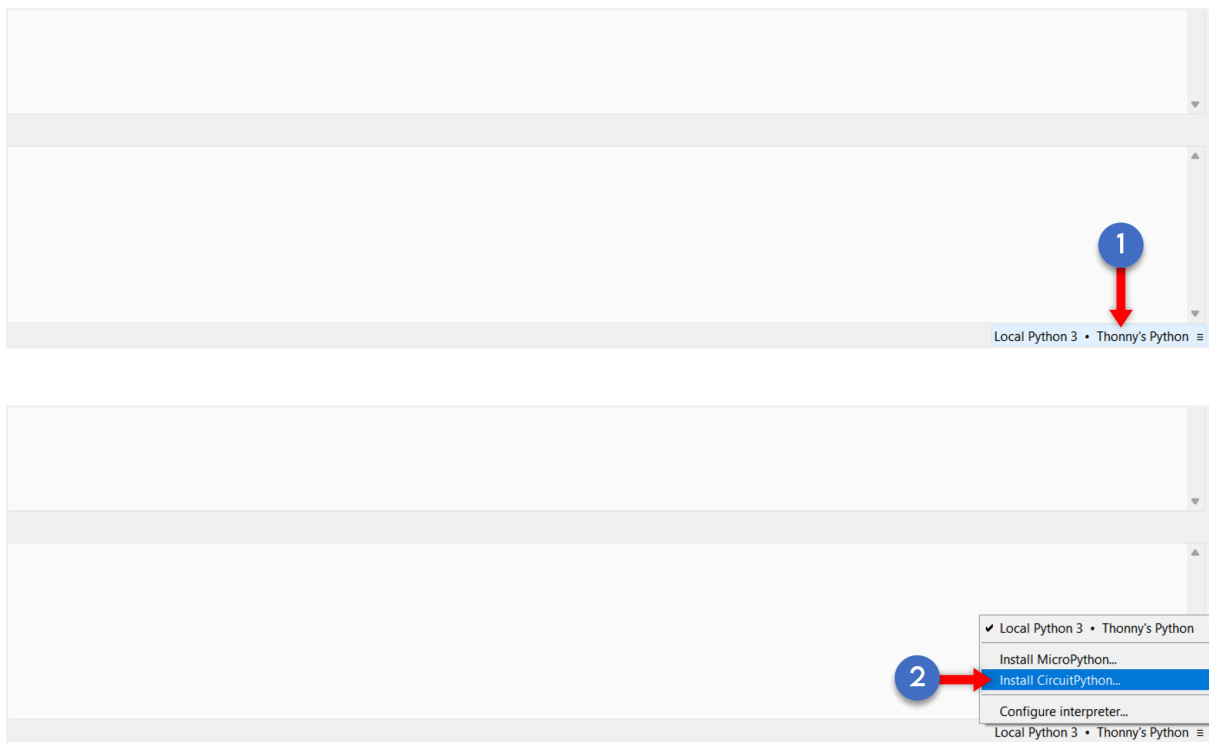 1
Local Python 3 • Thonny's Python ≡
✔ Local Python 3 • Thonny's Python
Install MicroPython...
2
Install CircuitPython...
Configure interpreter...
Local Python 3 • Thonny's Python ≡